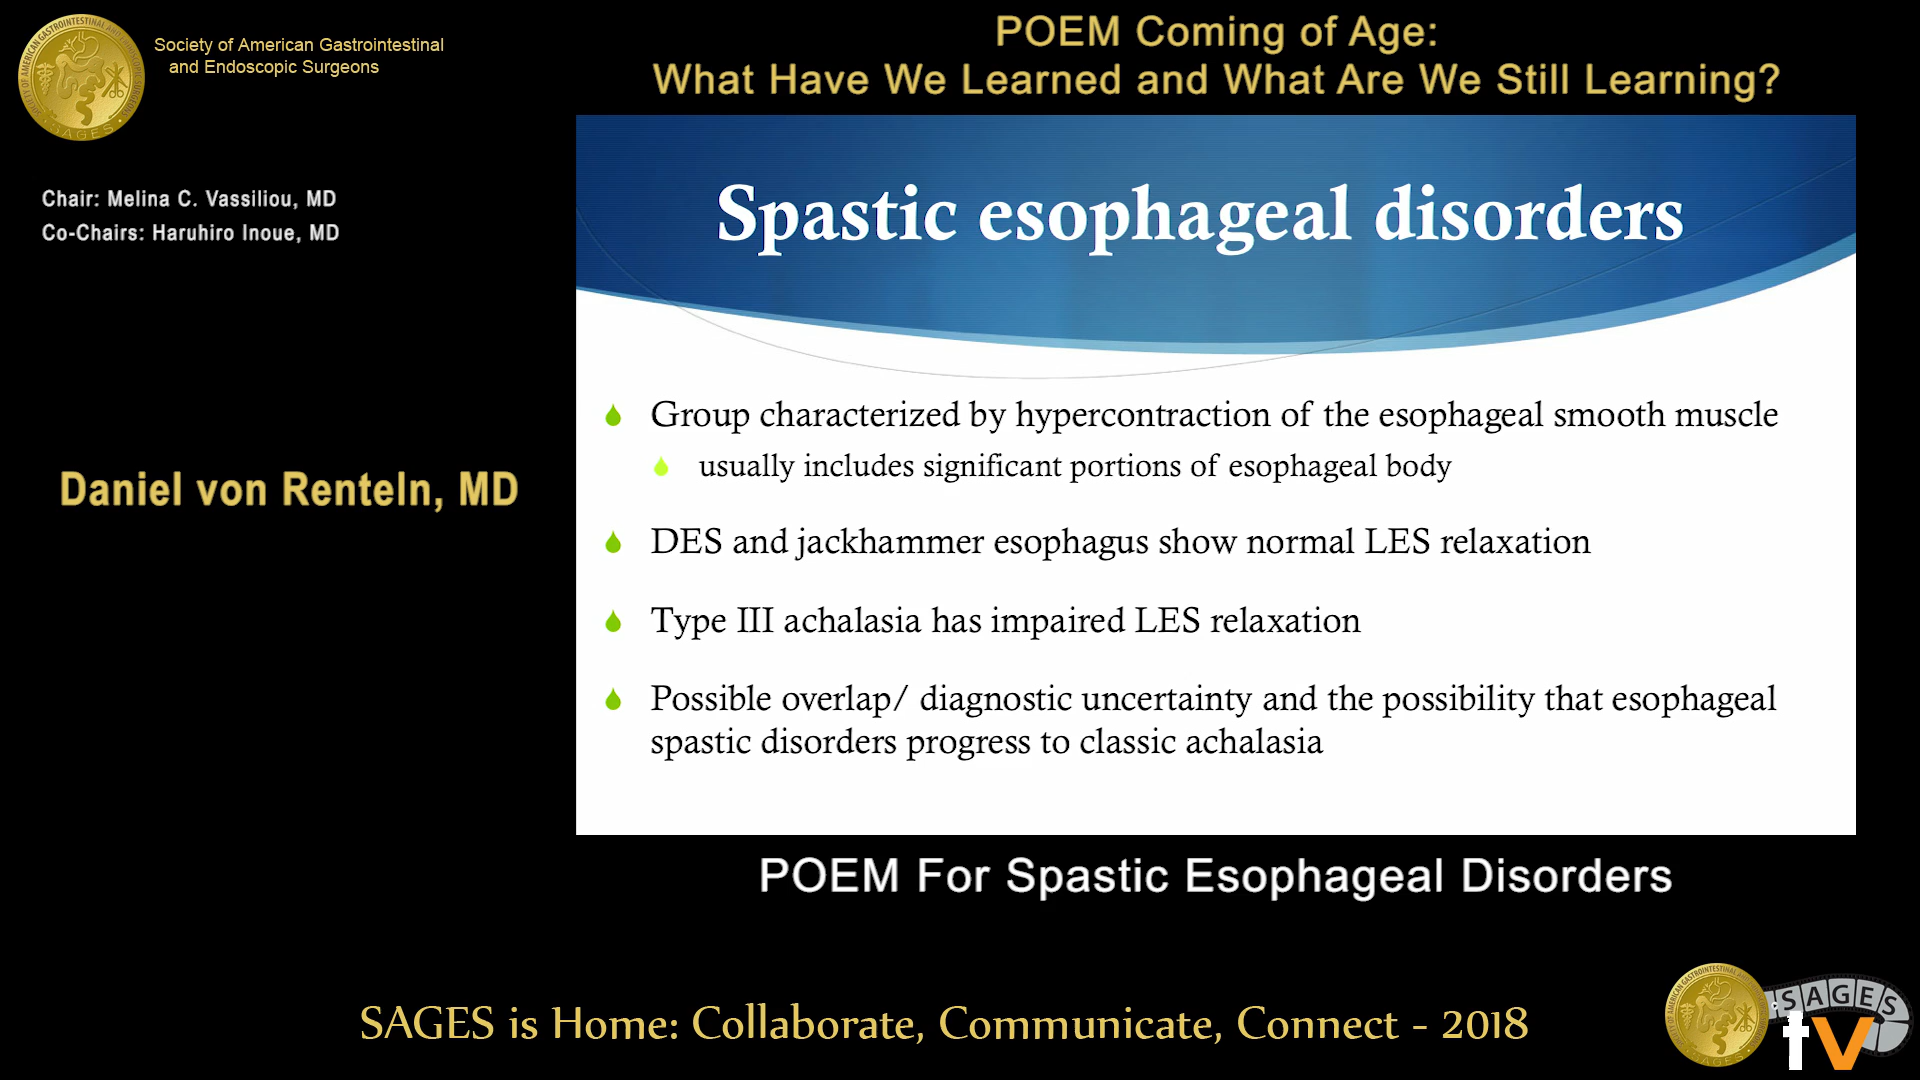 Society of American Gastrointestinal
and Endoscopic Surgeons
POEM Coming of Age:
What Have We Learned and What Are We Still Learning?
Chair: Melina C. Vassiliou, MD
Co-Chairs: Haruhiro Inoue, MD
Daniel von Renteln, MD
Spastic esophageal disorders
Group characterized by hypercontraction of the esophageal smooth muscle
usually includes significant portions of esophageal body
DES and jackhammer esophagus show normal LES relaxation
Type III achalasia has impaired LES relaxation
Possible overlap/ diagnostic uncertainty and the possibility that esophageal
spastic disorders progress to classic achalasia
POEM For Spastic Esophageal Disorders
SAGES is Home: Collaborate, Communicate, Connect - 2018
SAGES
SAGES
tv